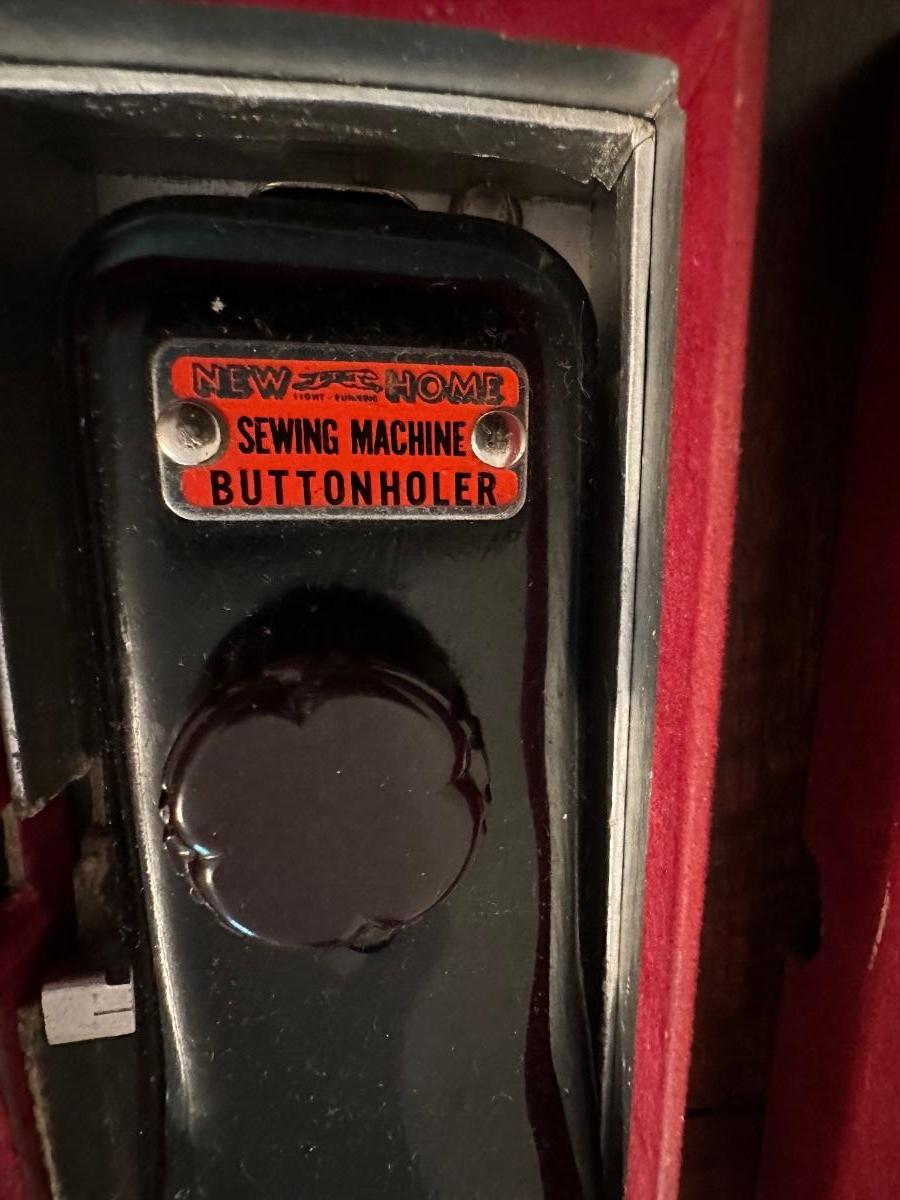 NEW HOME
LIGHT - RUNNING
SEWING MACHINE
BUTTONHOLER